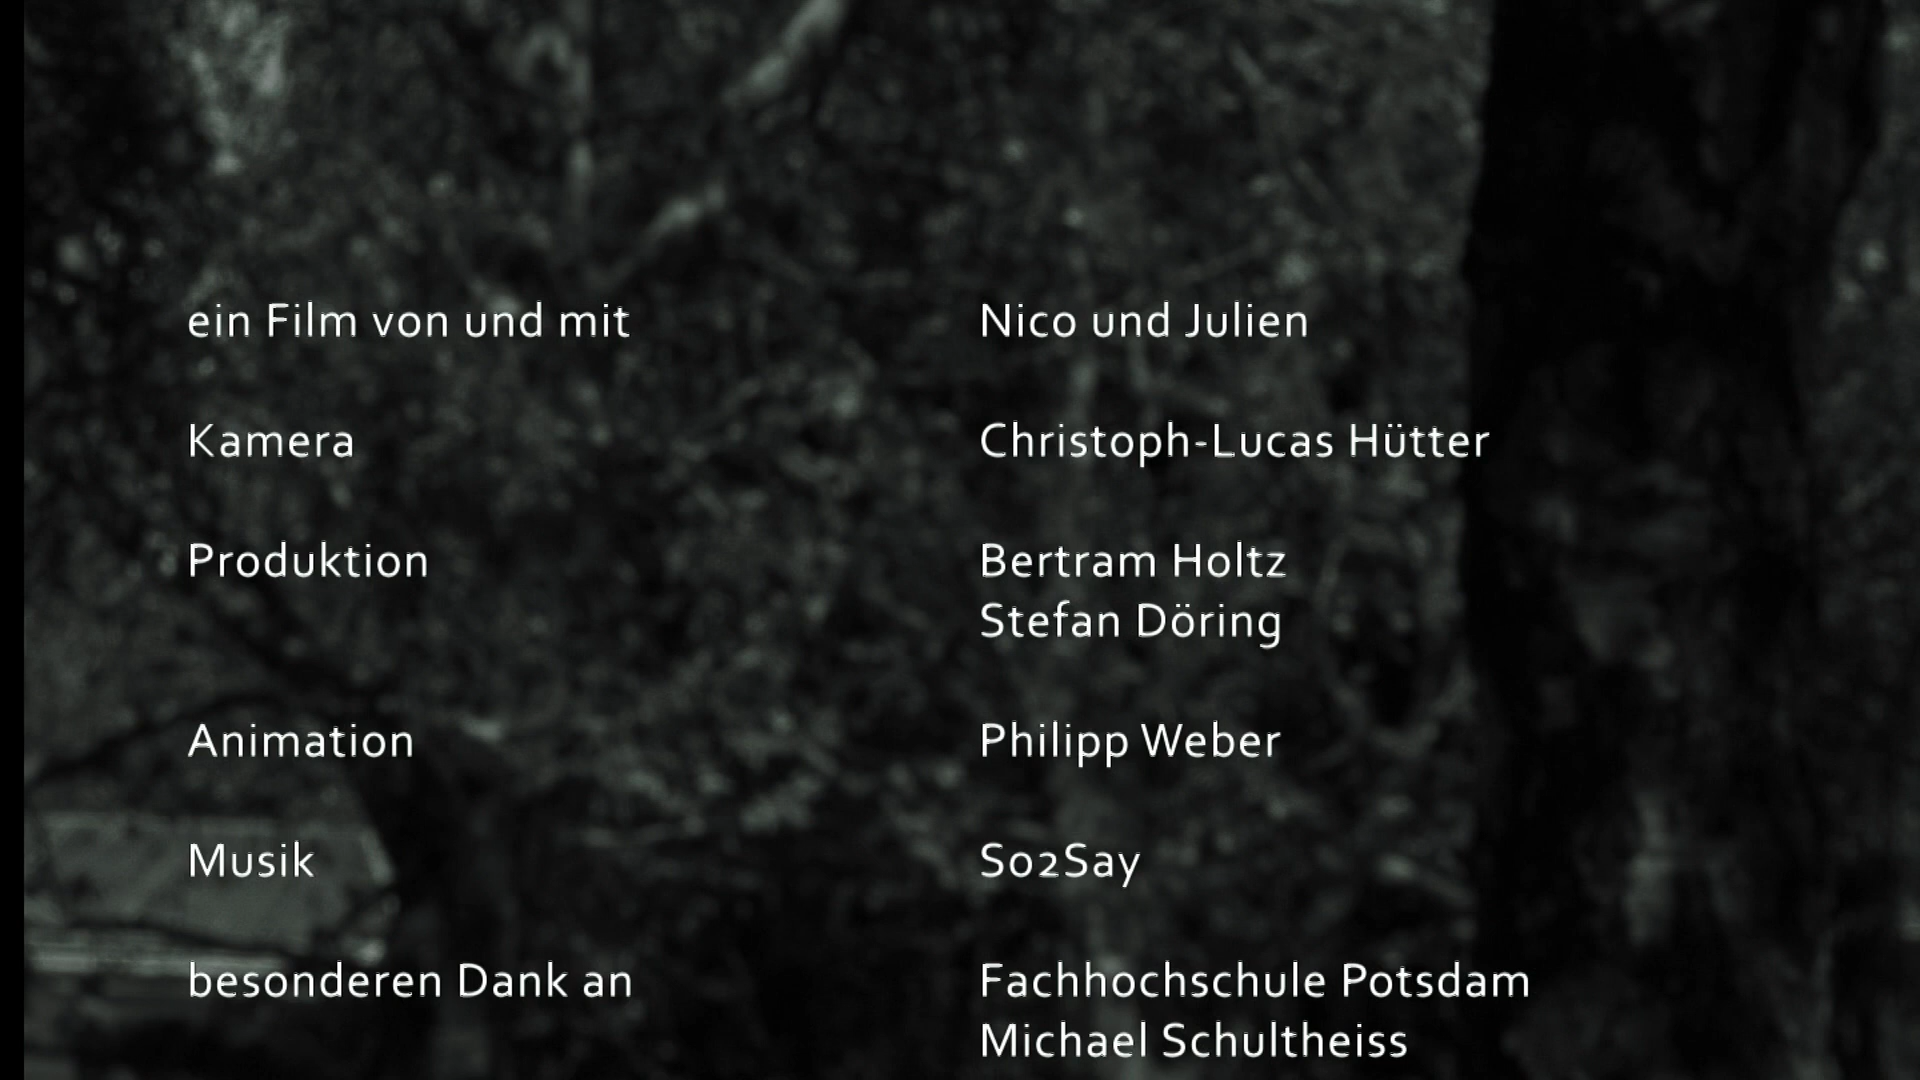 ein Film von und mit Nico und Julien
Kamera Christoph-Lucas Hütter
Produktion Bertram Holtz
Stefan Döring
Animation Philipp Weber
Musik So2Say
besonderen Dank an Fachhochschule Potsdam
Michael Schultheiss